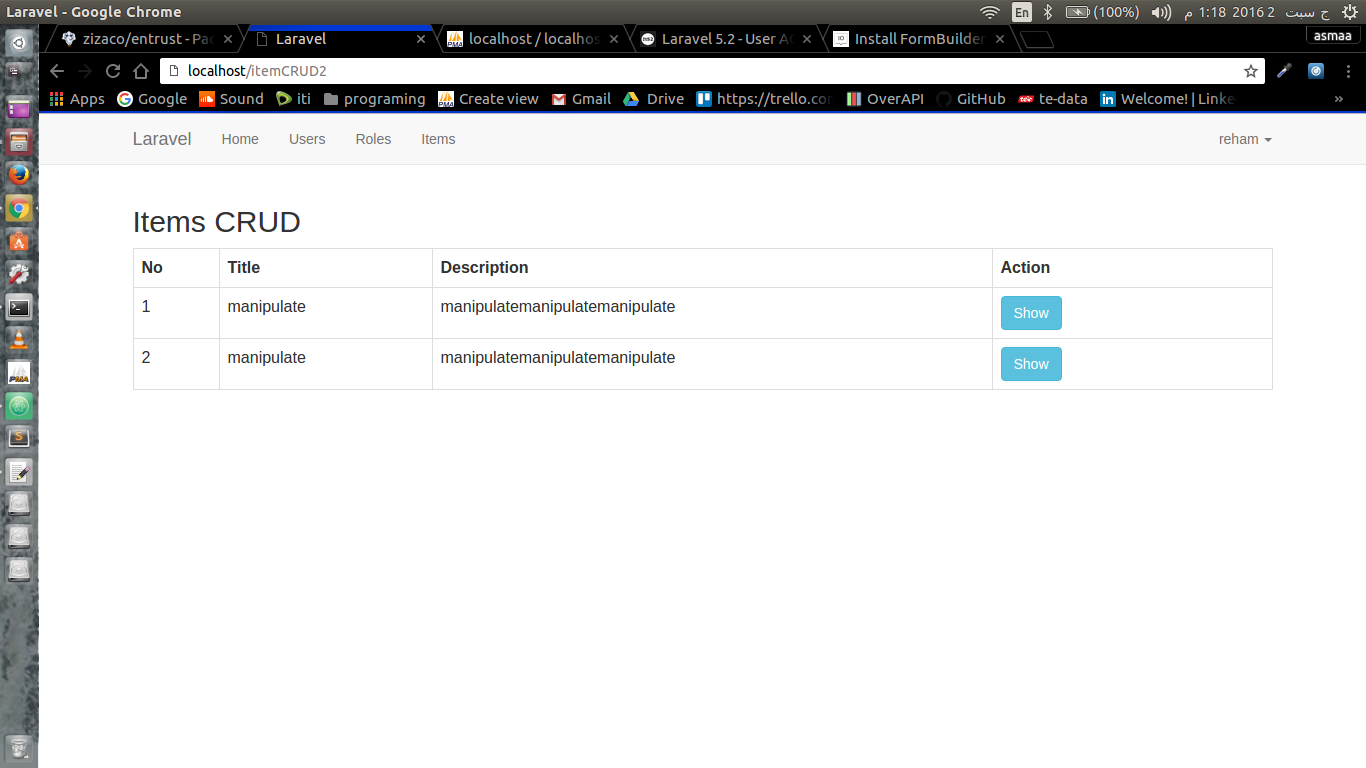 Laravel - Google Chrome
En
(100%)
ج سبت 2 2016 1:18 م
zizaco/entrust - Pac
Laravel
localhost / localhos
Laravel 5.2 - User AC
Install FormBuilder
asmaa
localhost/itemCRUD2
Apps
Google
Sound
iti
programing
Create view
Gmail
Drive
https://trello.com
OverAPI
GitHub
te-data
Welcome! | Linke
»
Laravel
Home
Users
Roles
Items
reham
Items CRUD
No Title Description Action
1 manipulate manipulatemanipulatemanipulate Show
2 manipulate manipulatemanipulatemanipulate Show